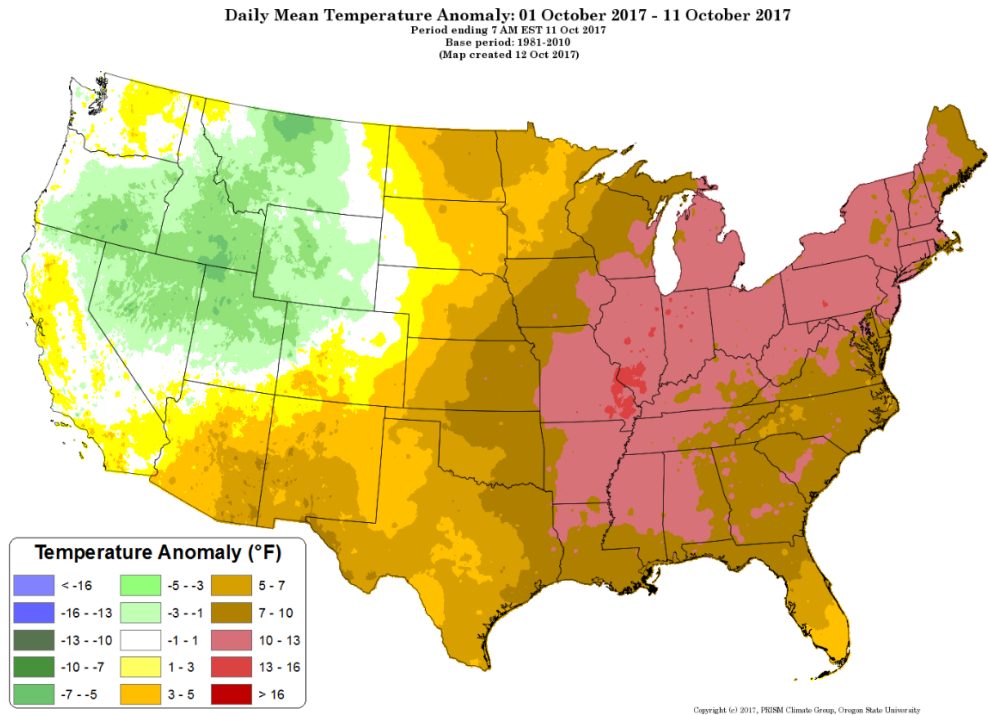 Daily Mean Temperature Anomaly: 01 October 2017 - 11 October 2017
Period ending 7 AM EST 11 Oct 2017
Base period: 1981-2010
(Map created 12 Oct 2017)
Temperature Anomaly (°F)
< -16
-16 - -13
-13 - -10
-10 - -7
-7 - -5
-5 - -3
-3 - -1
-1 - 1
1 - 3
3 - 5
5 - 7
7 - 10
10 - 13
13 - 16
> 16
Copyright (c) 2017, PRISM Climate Group, Oregon State University